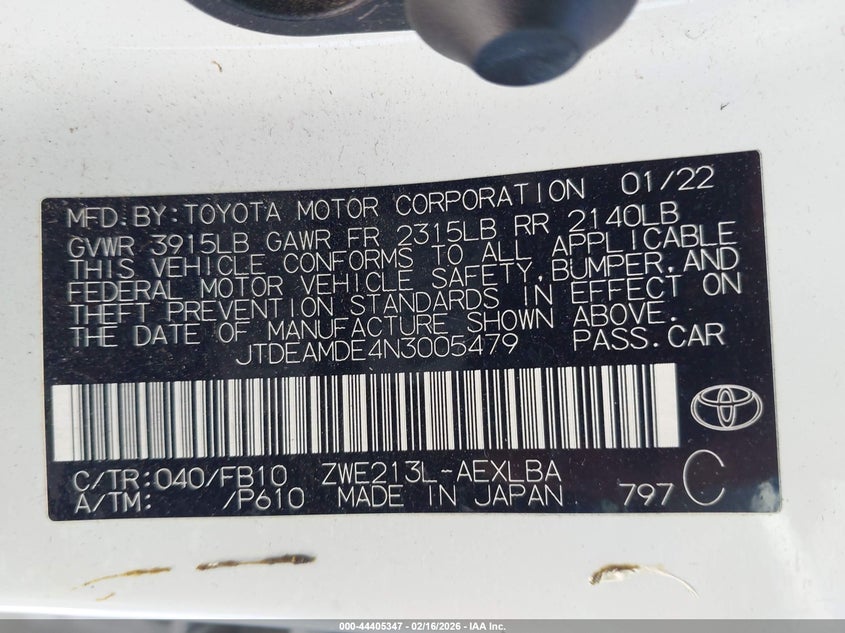 MFD. BY: TOYOTA MOTOR CORPORATION 01/22
GVWR 3915LB GAWR FR 2315LB RR 2140LB
THIS VEHICLE CONFORMS TO ALL APPLICABLE
FEDERAL MOTOR VEHICLE SAFETY, BUMPER, AND
THEFT PREVENTION STANDARDS IN EFFECT ON
THE DATE OF MANUFACTURE SHOWN ABOVE.
JTDEAMDE4N3005479 PASS. CAR
C/TR: 040/FB10 ZWE213L-AEXLBA
A/TM: /P610 MADE IN JAPAN 797 C
000-44405347 | 02/16/2026 - IAA Inc.